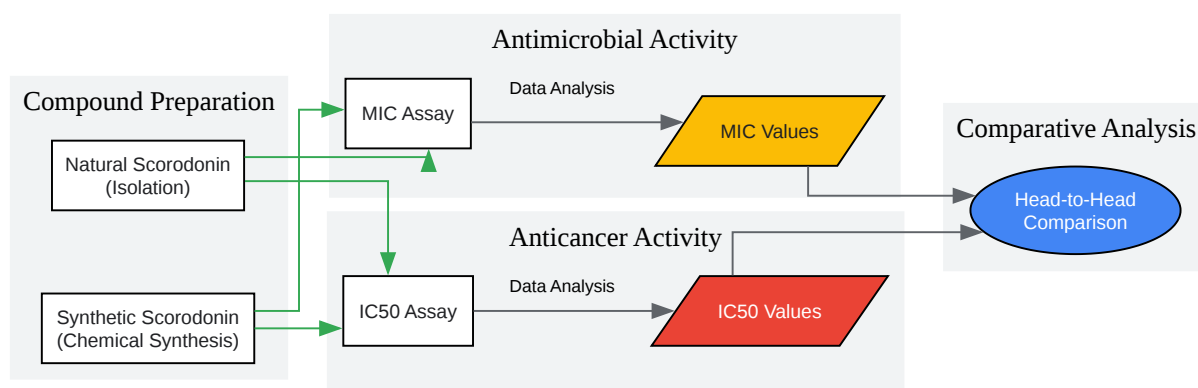 Compound Preparation
Natural Scorodonin
(Isolation)
Synthetic Scorodonin
(Chemical Synthesis)
Antimicrobial Activity
MIC Assay
Data Analysis
MIC Values
Anticancer Activity
IC50 Assay
Data Analysis
IC50 Values
Comparative Analysis
Head-to-Head
Comparison